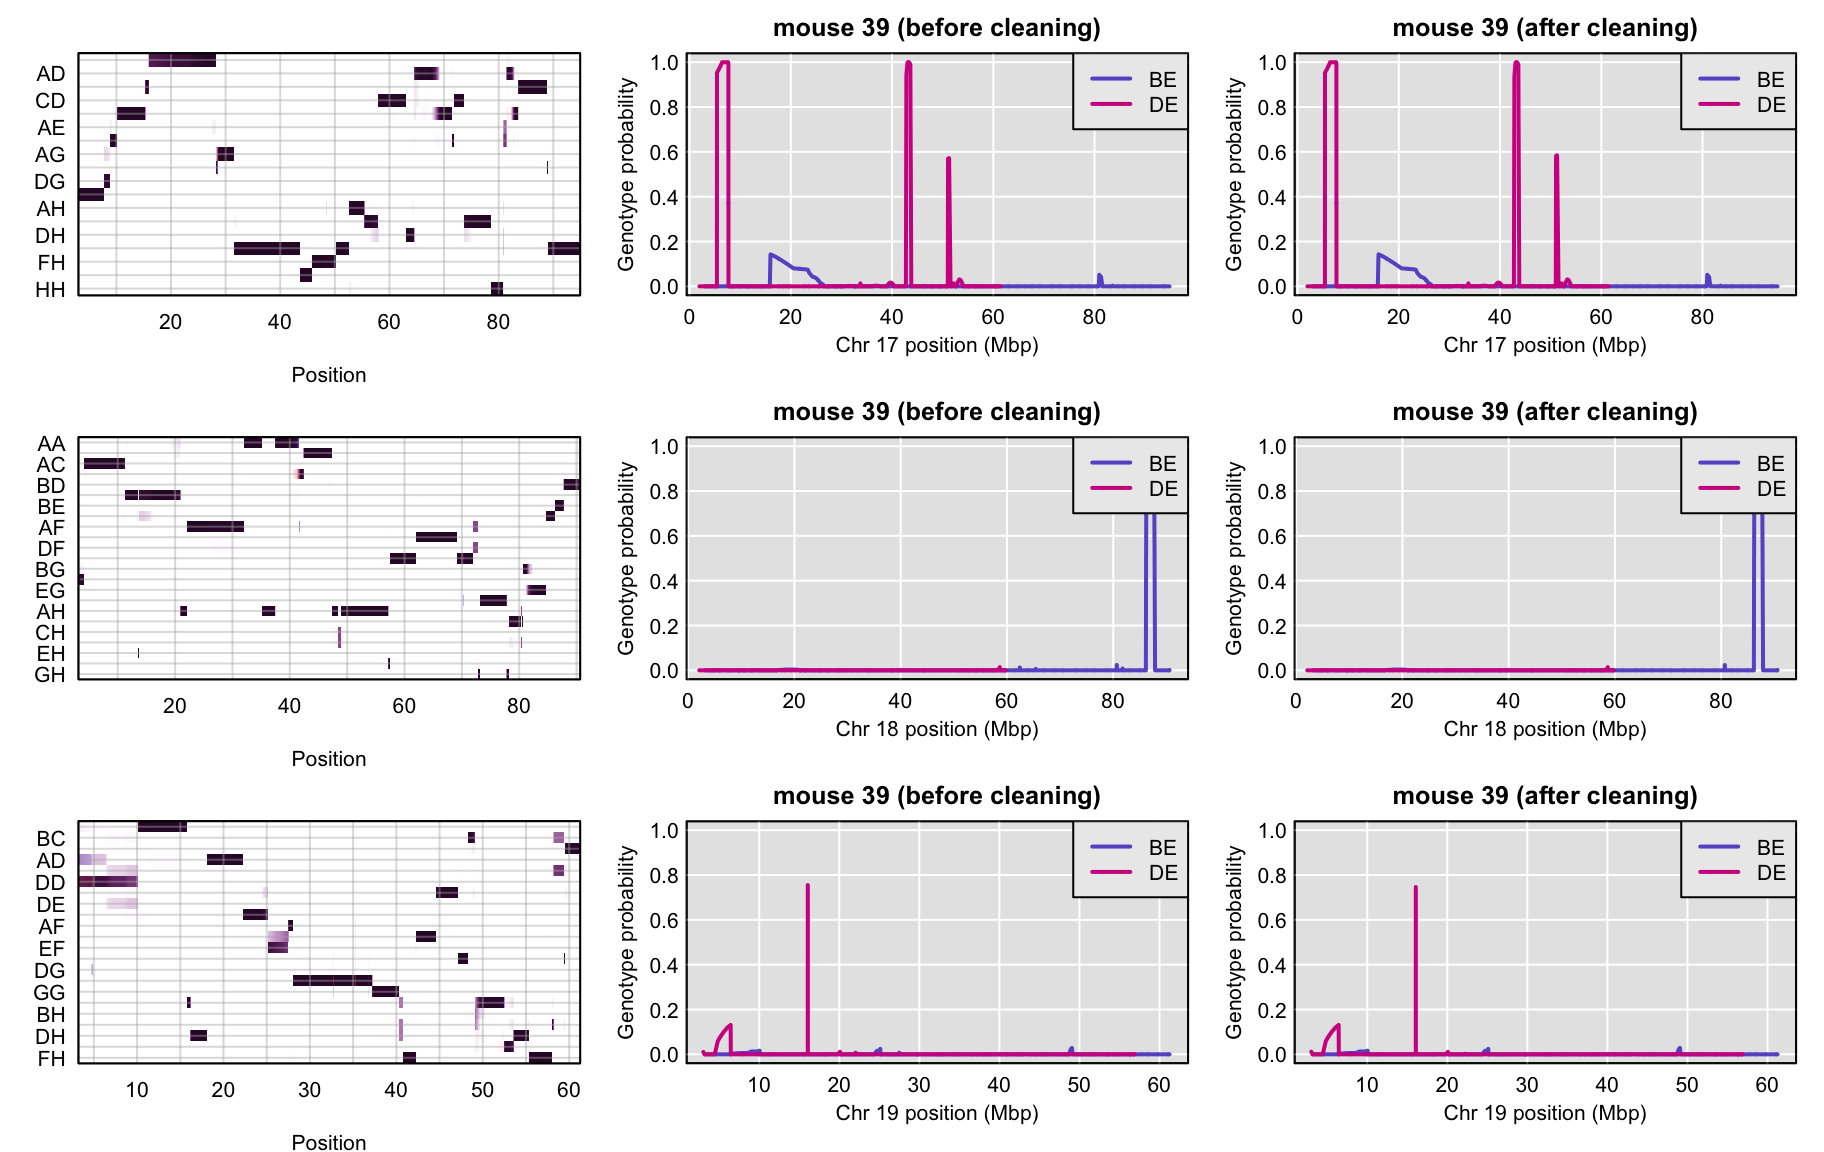 AD
CD
AE
AG
DG
AH
DH
FH
HH
20 40 60 80
Position
mouse 39 (before cleaning)
Genotype probability
1.0
0.8
0.6
0.4
0.2
0.0
BE
DE
0 20 40 60 80
Chr 17 position (Mbp)
mouse 39 (after cleaning)
Genotype probability
1.0
0.8
0.6
0.4
0.2
0.0
BE
DE
0 20 40 60 80
Chr 17 position (Mbp)
AA
AC
BD
BE
AF
DF
BG
EG
AH
CH
EH
GH
20 40 60 80
Position
mouse 39 (before cleaning)
Genotype probability
1.0
0.8
0.6
0.4
0.2
0.0
BE
DE
0 20 40 60 80
Chr 18 position (Mbp)
mouse 39 (after cleaning)
Genotype probability
1.0
0.8
0.6
0.4
0.2
0.0
BE
DE
0 20 40 60 80
Chr 18 position (Mbp)
BC
AD
DD
DE
AF
EF
DG
GG
BH
DH
FH
10 20 30 40 50 60
Position
mouse 39 (before cleaning)
Genotype probability
1.0
0.8
0.6
0.4
0.2
0.0
BE
DE
10 20 30 40 50 60
Chr 19 position (Mbp)
mouse 39 (after cleaning)
Genotype probability
1.0
0.8
0.6
0.4
0.2
0.0
BE
DE
10 20 30 40 50 60
Chr 19 position (Mbp)